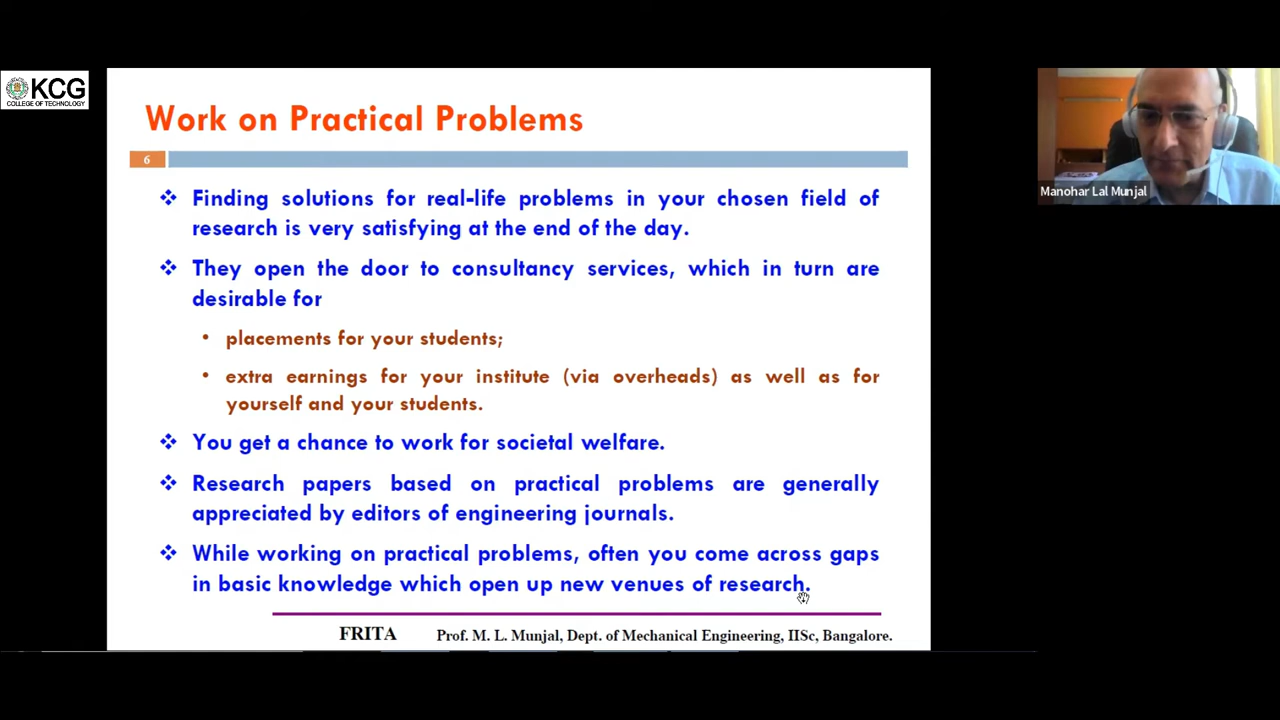 KCG
COLLEGE OF TECHNOLOGY
Work on Practical Problems
6
Finding solutions for real-life problems in your chosen field of
research is very satisfying at the end of the day.
They open the door to consultancy services, which in turn are
desirable for
placements for your students;
extra earnings for your institute (via overheads) as well as for
yourself and your students.
You get a chance to work for societal welfare.
Research papers based on practical problems are generally
appreciated by editors of engineering journals.
While working on practical problems, often you come across gaps
in basic knowledge which open up new venues of research.
FRITA Prof. M. L. Munjal, Dept. of Mechanical Engineering, IISc, Bangalore.
Manohar Lal Munjal